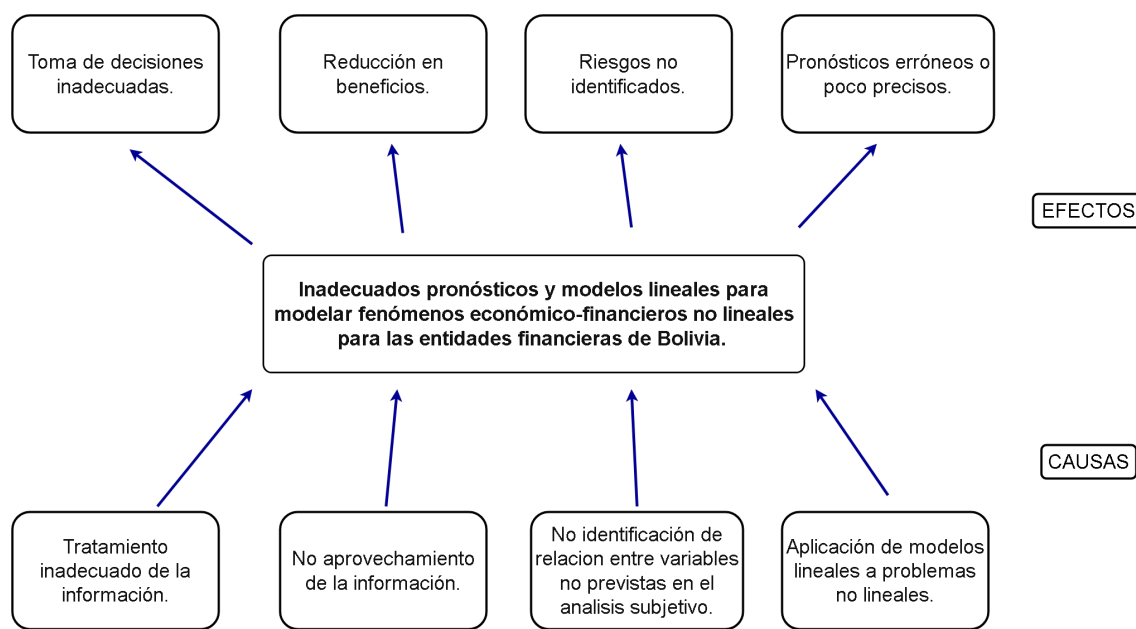 Toma de decisiones
inadecuadas.
Reducción en
beneficios.
Riesgos no
identificados.
Pronósticos erróneos o
poco precisos.
EFECTOS
Inadecuados pronósticos y modelos lineales para
modelar fenómenos económico-financieros no lineales
para las entidades financieras de Bolivia.
CAUSAS
Tratamiento
inadecuado de la
información.
No aprovechamiento
de la información.
No identificación de
relacion entre variables
no previstas en el
analisis subjetivo.
Aplicación de modelos
lineales a problemas
no lineales.